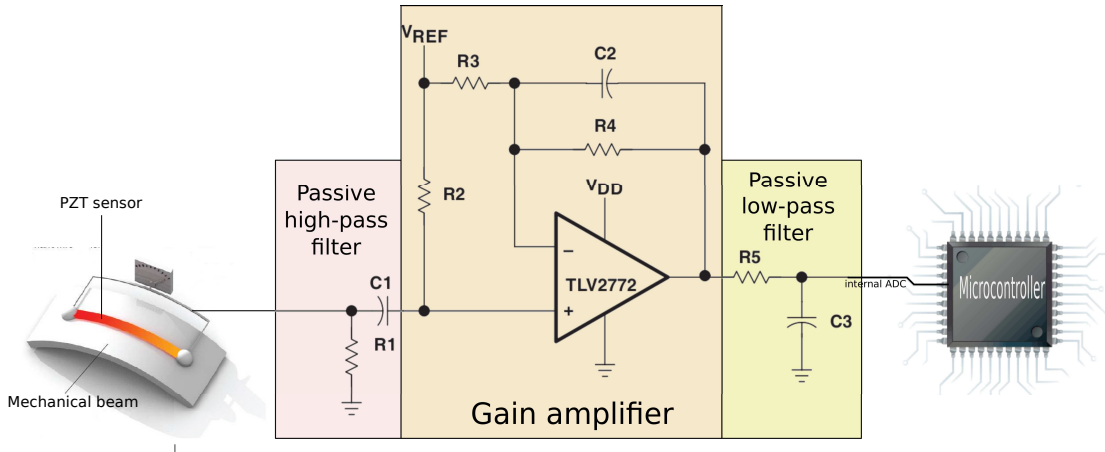 VREF
R3
C2
R4
VDD
R2
Passive
high-pass
filter
Passive
low-pass
filter
PZT sensor
C1
R1
TLV2772
R5
C3
internal ADC
Microcontroller
Mechanical beam
Gain amplifier
−
+